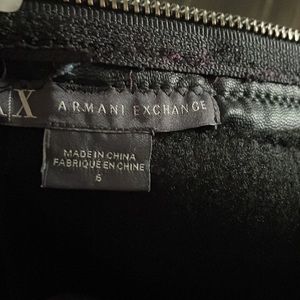 A|X ARMANI EXCHANGE
MADE IN CHINA
FABRIQUE EN CHINE
6